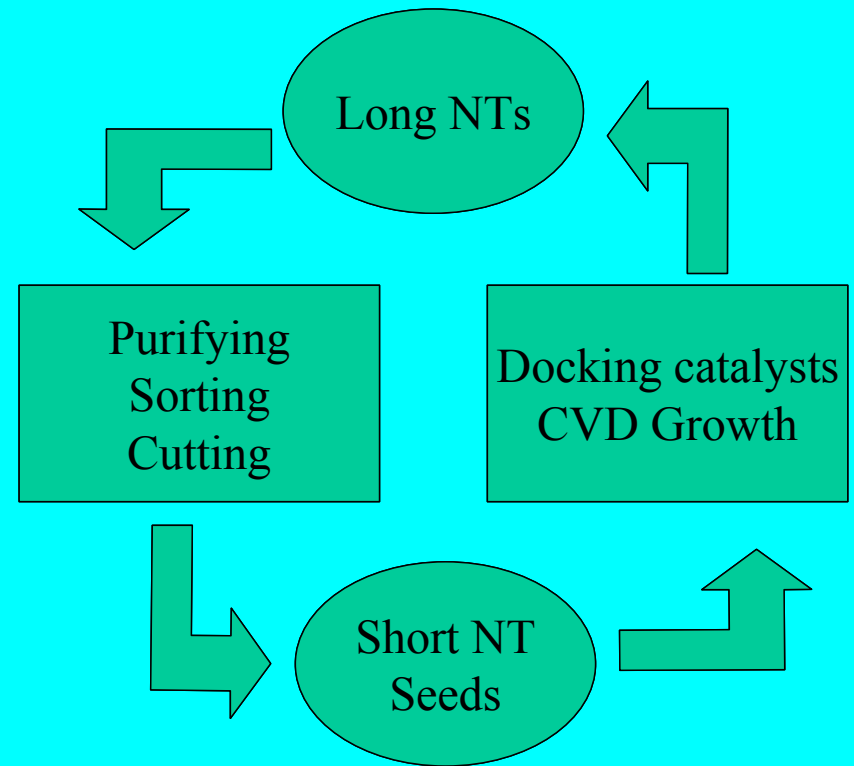 Long NTs
Purifying
Sorting
Cutting
Docking catalysts
CVD Growth
Short NT
Seeds